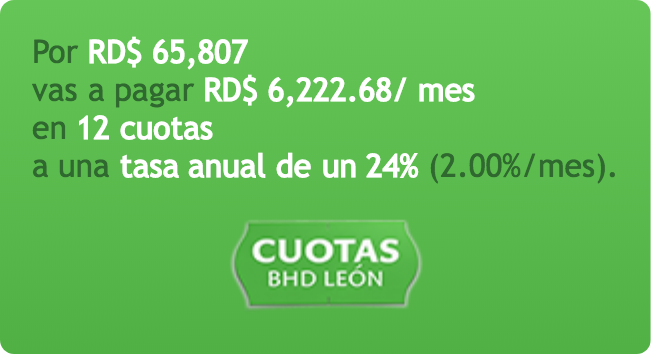 Por RD$ 65,807
vas a pagar RD$ 6,222.68/ mes
en 12 cuotas
a una tasa anual de un 24% (2.00%/mes).
CUOTAS
BHD LEÓN